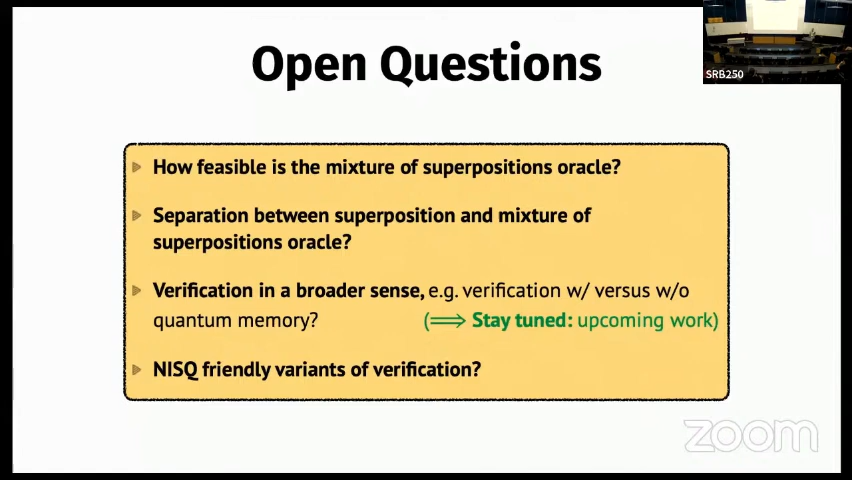 Open Questions
SRB250
How feasible is the mixture of superpositions oracle?
Separation between superposition and mixture of
superpositions oracle?
Verification in a broader sense, e.g. verification w/ versus w/o
quantum memory? (⟹ Stay tuned: upcoming work)
NISQ friendly variants of verification?
zoom